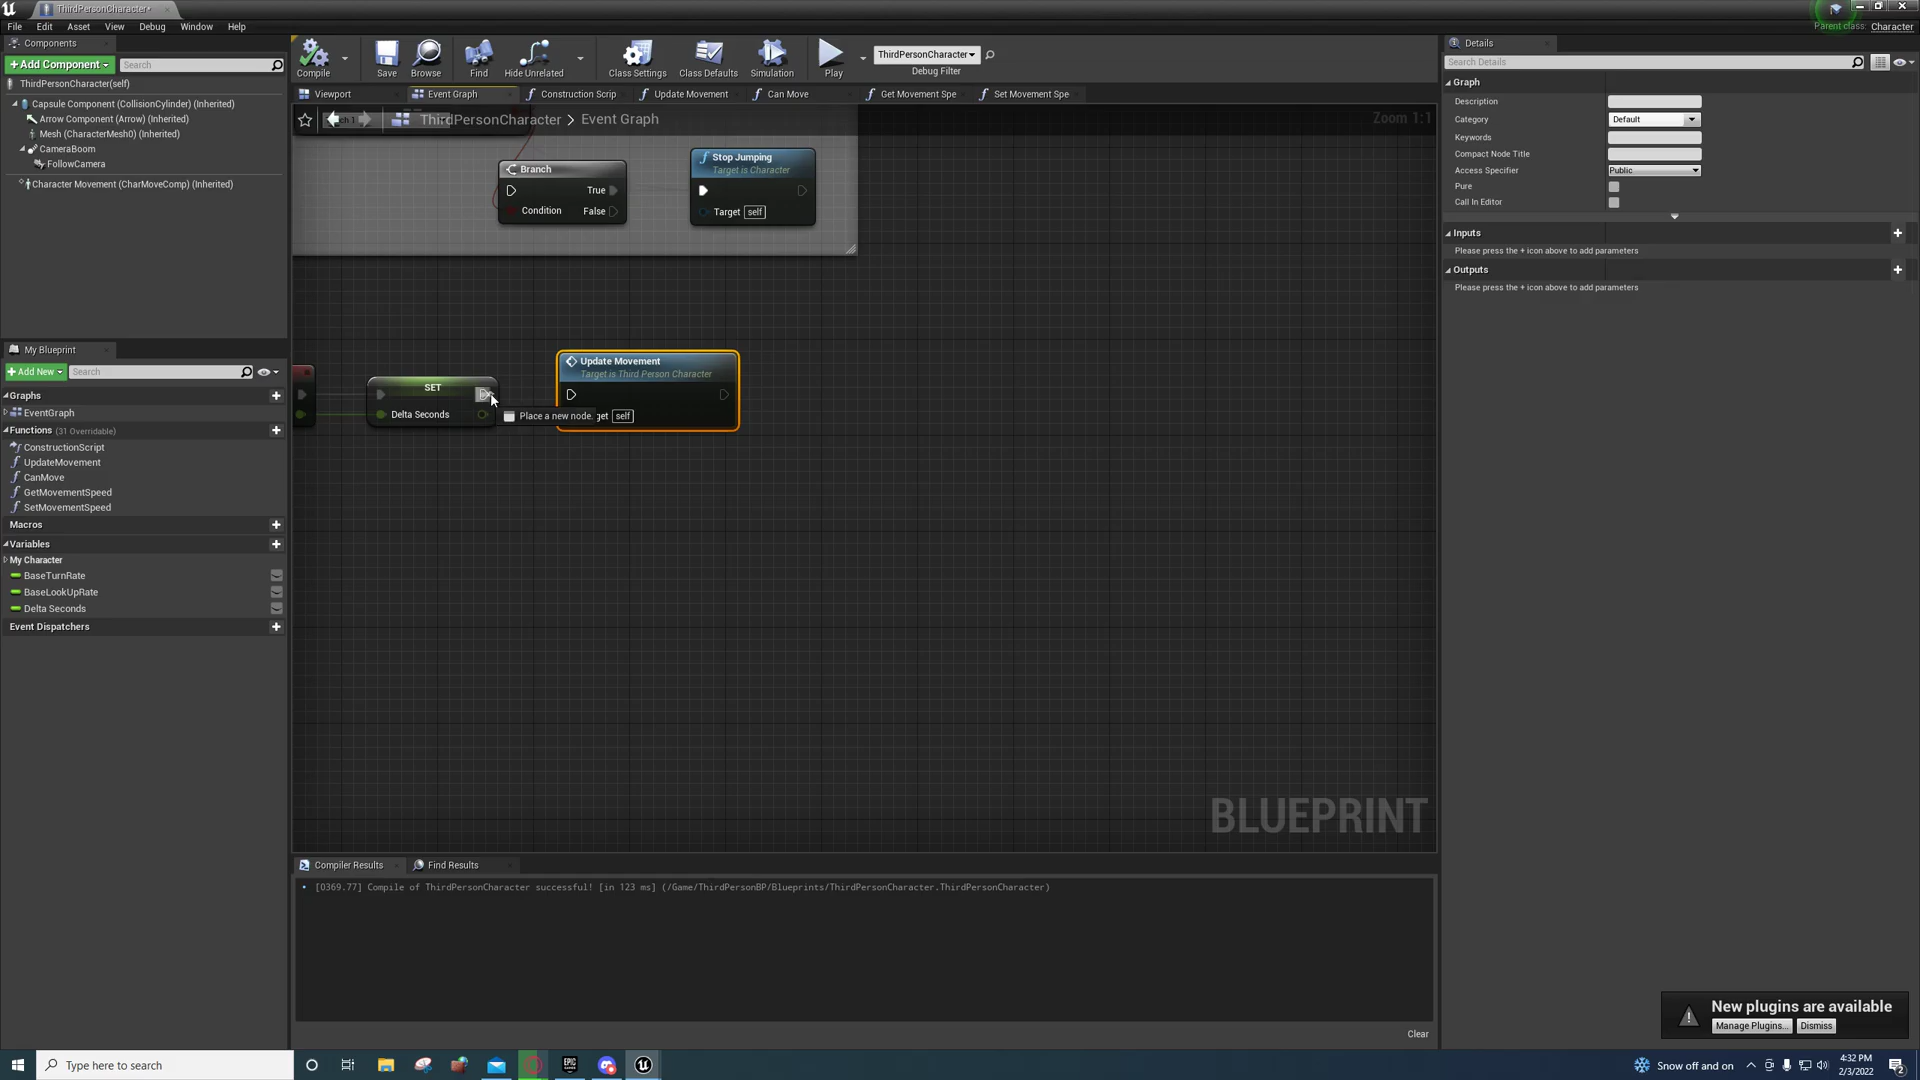 ThirdPersonCharacter*
File Edit Asset View Debug Window Help
Parent class: Character
Components
+Add Component
Search
ThirdPersonCharacter(self)
Capsule Component (CollisionCylinder) (Inherited)
Arrow Component (Arrow) (Inherited)
Mesh (CharacterMesh0) (Inherited)
CameraBoom
FollowCamera
Character Movement (CharMoveComp) (Inherited)
My Blueprint
+Add New
Search
Graphs
EventGraph
Functions (31 Overridable)
ConstructionScript
UpdateMovement
CanMove
GetMovementSpeed
SetMovementSpeed
Macros
Variables
My Character
BaseTurnRate
BaseLookUpRate
Delta Seconds
Event Dispatchers
Compile Save Browse Find Hide Unrelated Class Settings Class Defaults Simulation Play
ThirdPersonCharacter
Debug Filter
Viewport Event Graph Construction Scrip Update Movement Can Move Get Movement Spe Set Movement Spe
ThirdPersonCharacter > Event Graph
Zoom 1:1
Branch
True
Condition False
Stop Jumping
Target is Character
Target self
SET
Delta Seconds
Update Movement
Target is Third Person Character
Place a new node.
get self
BLUEPRINT
Compiler Results Find Results
[0369.77] Compile of ThirdPersonCharacter successful! [in 123 ms] (/Game/ThirdPersonBP/Blueprints/ThirdPersonCharacter.ThirdPersonCharacter)
Clear
Details
Search Details
Graph
Description
Category Default
Keywords
Compact Node Title
Access Specifier Public
Pure
Call In Editor
Inputs
Please press the + icon above to add parameters
Outputs
Please press the + icon above to add parameters
New plugins are available
Manage Plugins... Dismiss
Type here to search
EPIC
Snow off and on
4:32 PM
2/3/2022
2